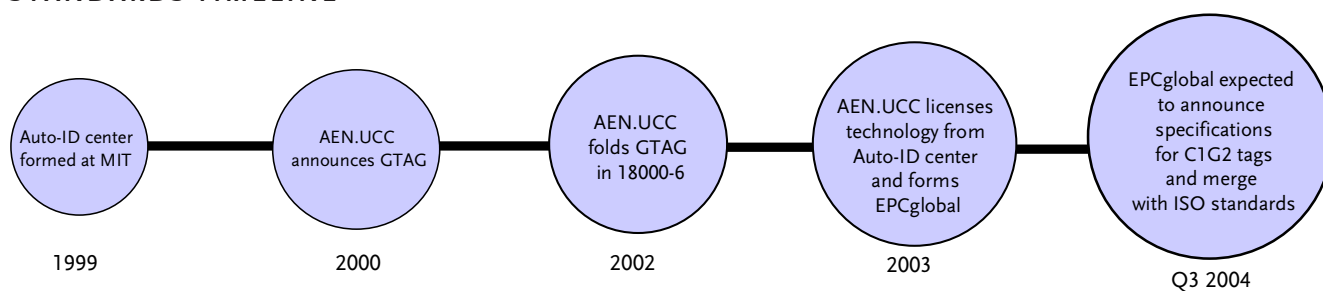 STANDARDS TIMELINE
Auto-ID center
formed at MIT
1999
AEN.UCC
announces GTAG
2000
AEN.UCC
folds GTAG
in 18000-6
2002
AEN.UCC licenses
technology from
Auto-ID center
and forms
EPCglobal
2003
EPCglobal expected
to announce
specifications
for C1G2 tags
and merge
with ISO standards
Q3 2004